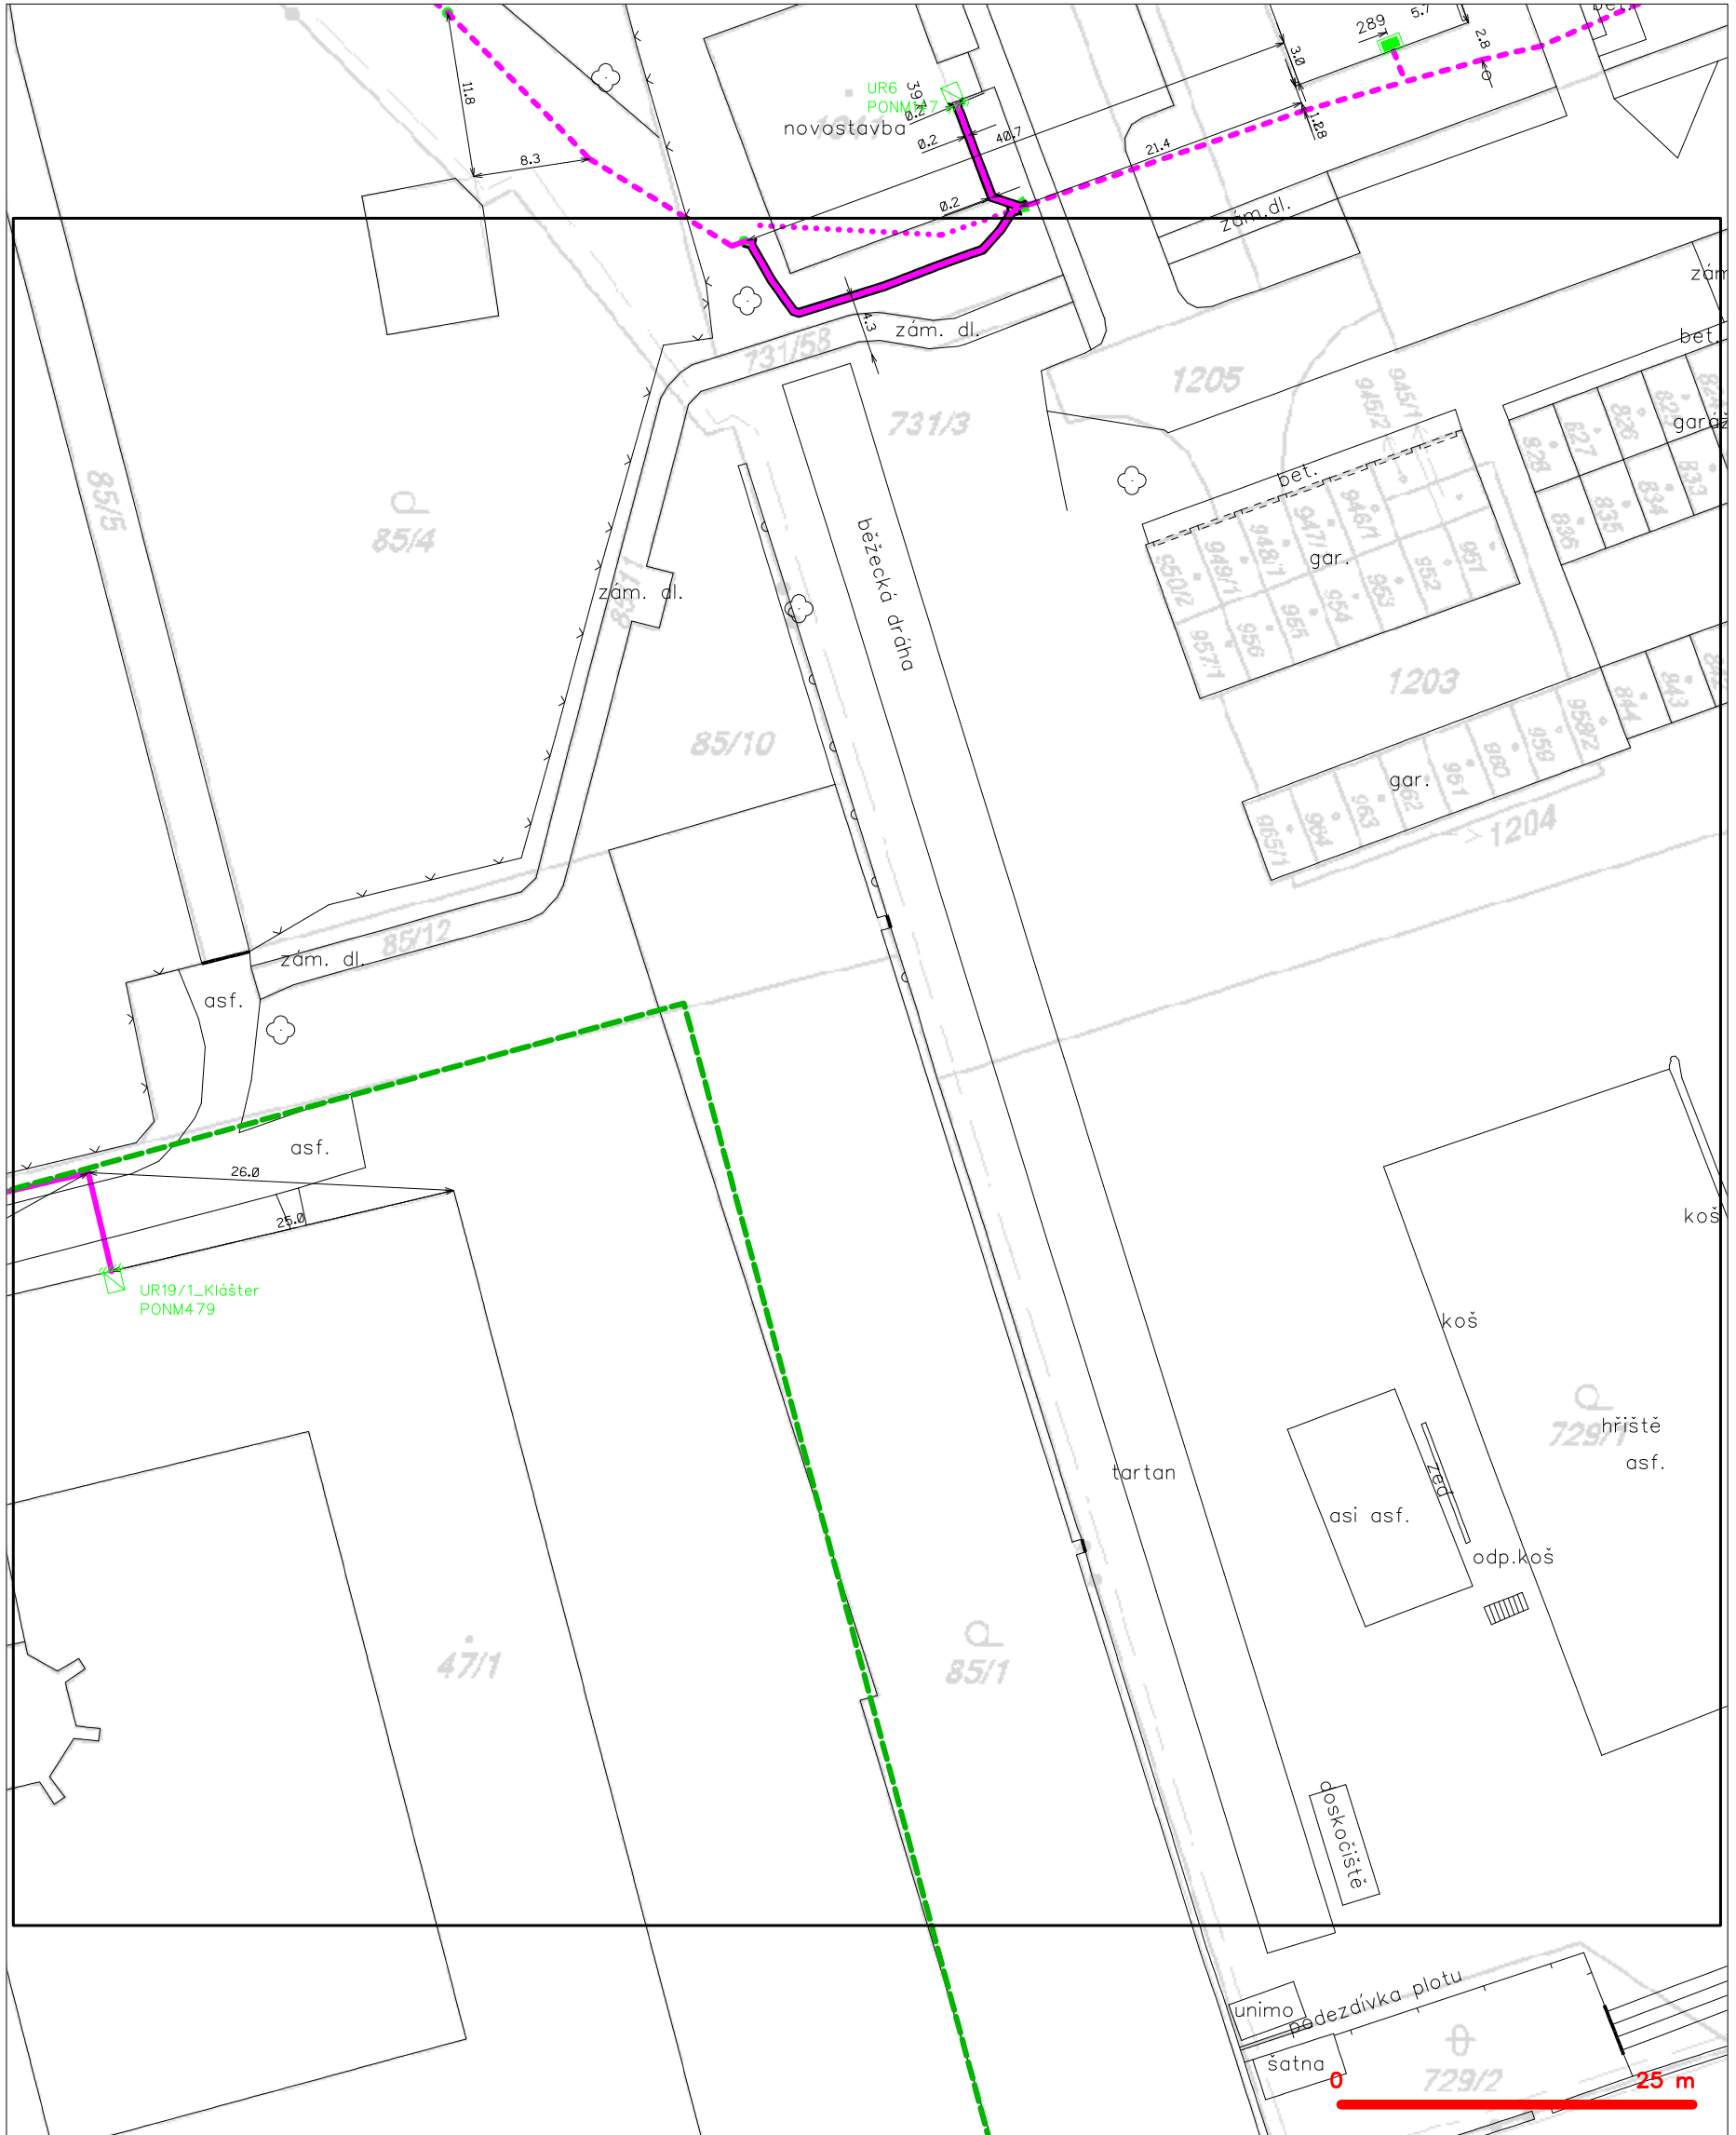 289
5.7
2.8
3.0
11.8
8.3
UR6
PONM147
novostavba
0.2
0.2
40.7
21.4
0.2
zám.dl.
zám
bet.
4.3
zám. dl.
731/58
1205
731/3
945/2
945/1
garáž
828
827
826
825
824
836
835
834
833
85/5
85/4
bet.
gar.
950/2
949/1
948/1
947/1
946/1
957/1
956
955
954
953
952
951
běžecká dráha
zám. dl.
1203
85/10
844
843
gar.
965/1
964
963
961
960
959
958/2
1204
85/12
zám. dl.
asf.
asf.
26.0
25.0
UR19/1_Klášter
PONM479
koš
koš
729/1
hřiště
asf.
tartan
zeď
asi asf.
odp.koš
47/1
85/1
doskočiště
unimo
podezdívka plotu
šatna
729/2
0
25 m